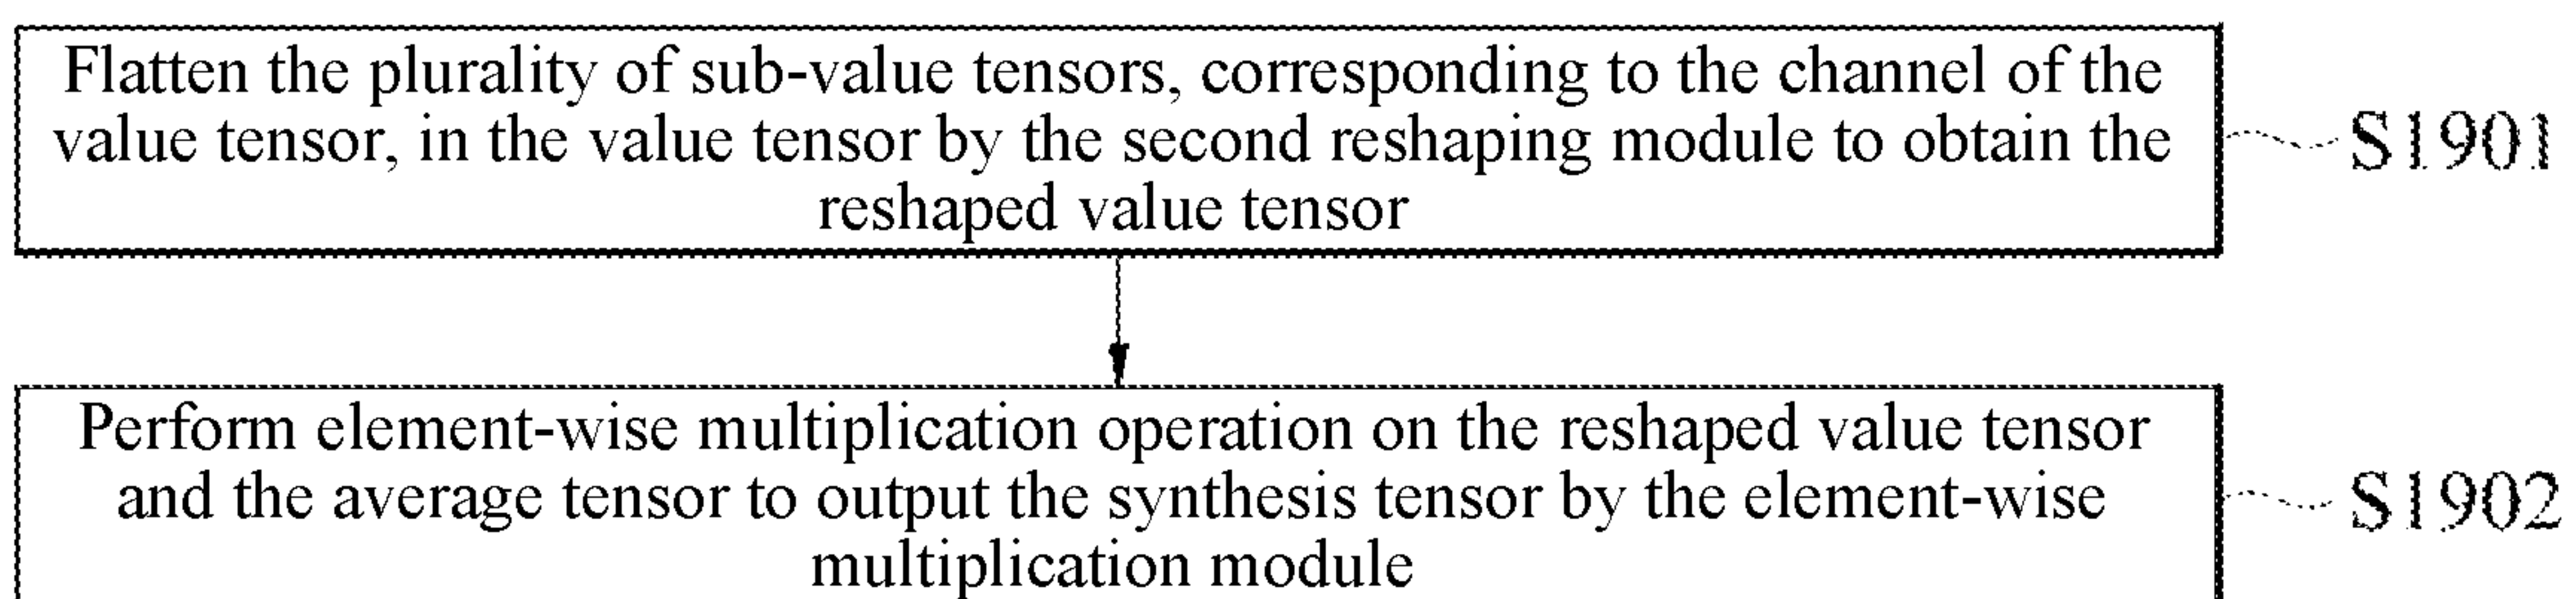 Flatten the plurality of sub-value tensors, corresponding to the channel of the
value tensor, in the value tensor by the second reshaping module to obtain the
reshaped value tensor
S1901
Perform element-wise multiplication operation on the reshaped value tensor
and the average tensor to output the synthesis tensor by the element-wise
multiplication module
S1902